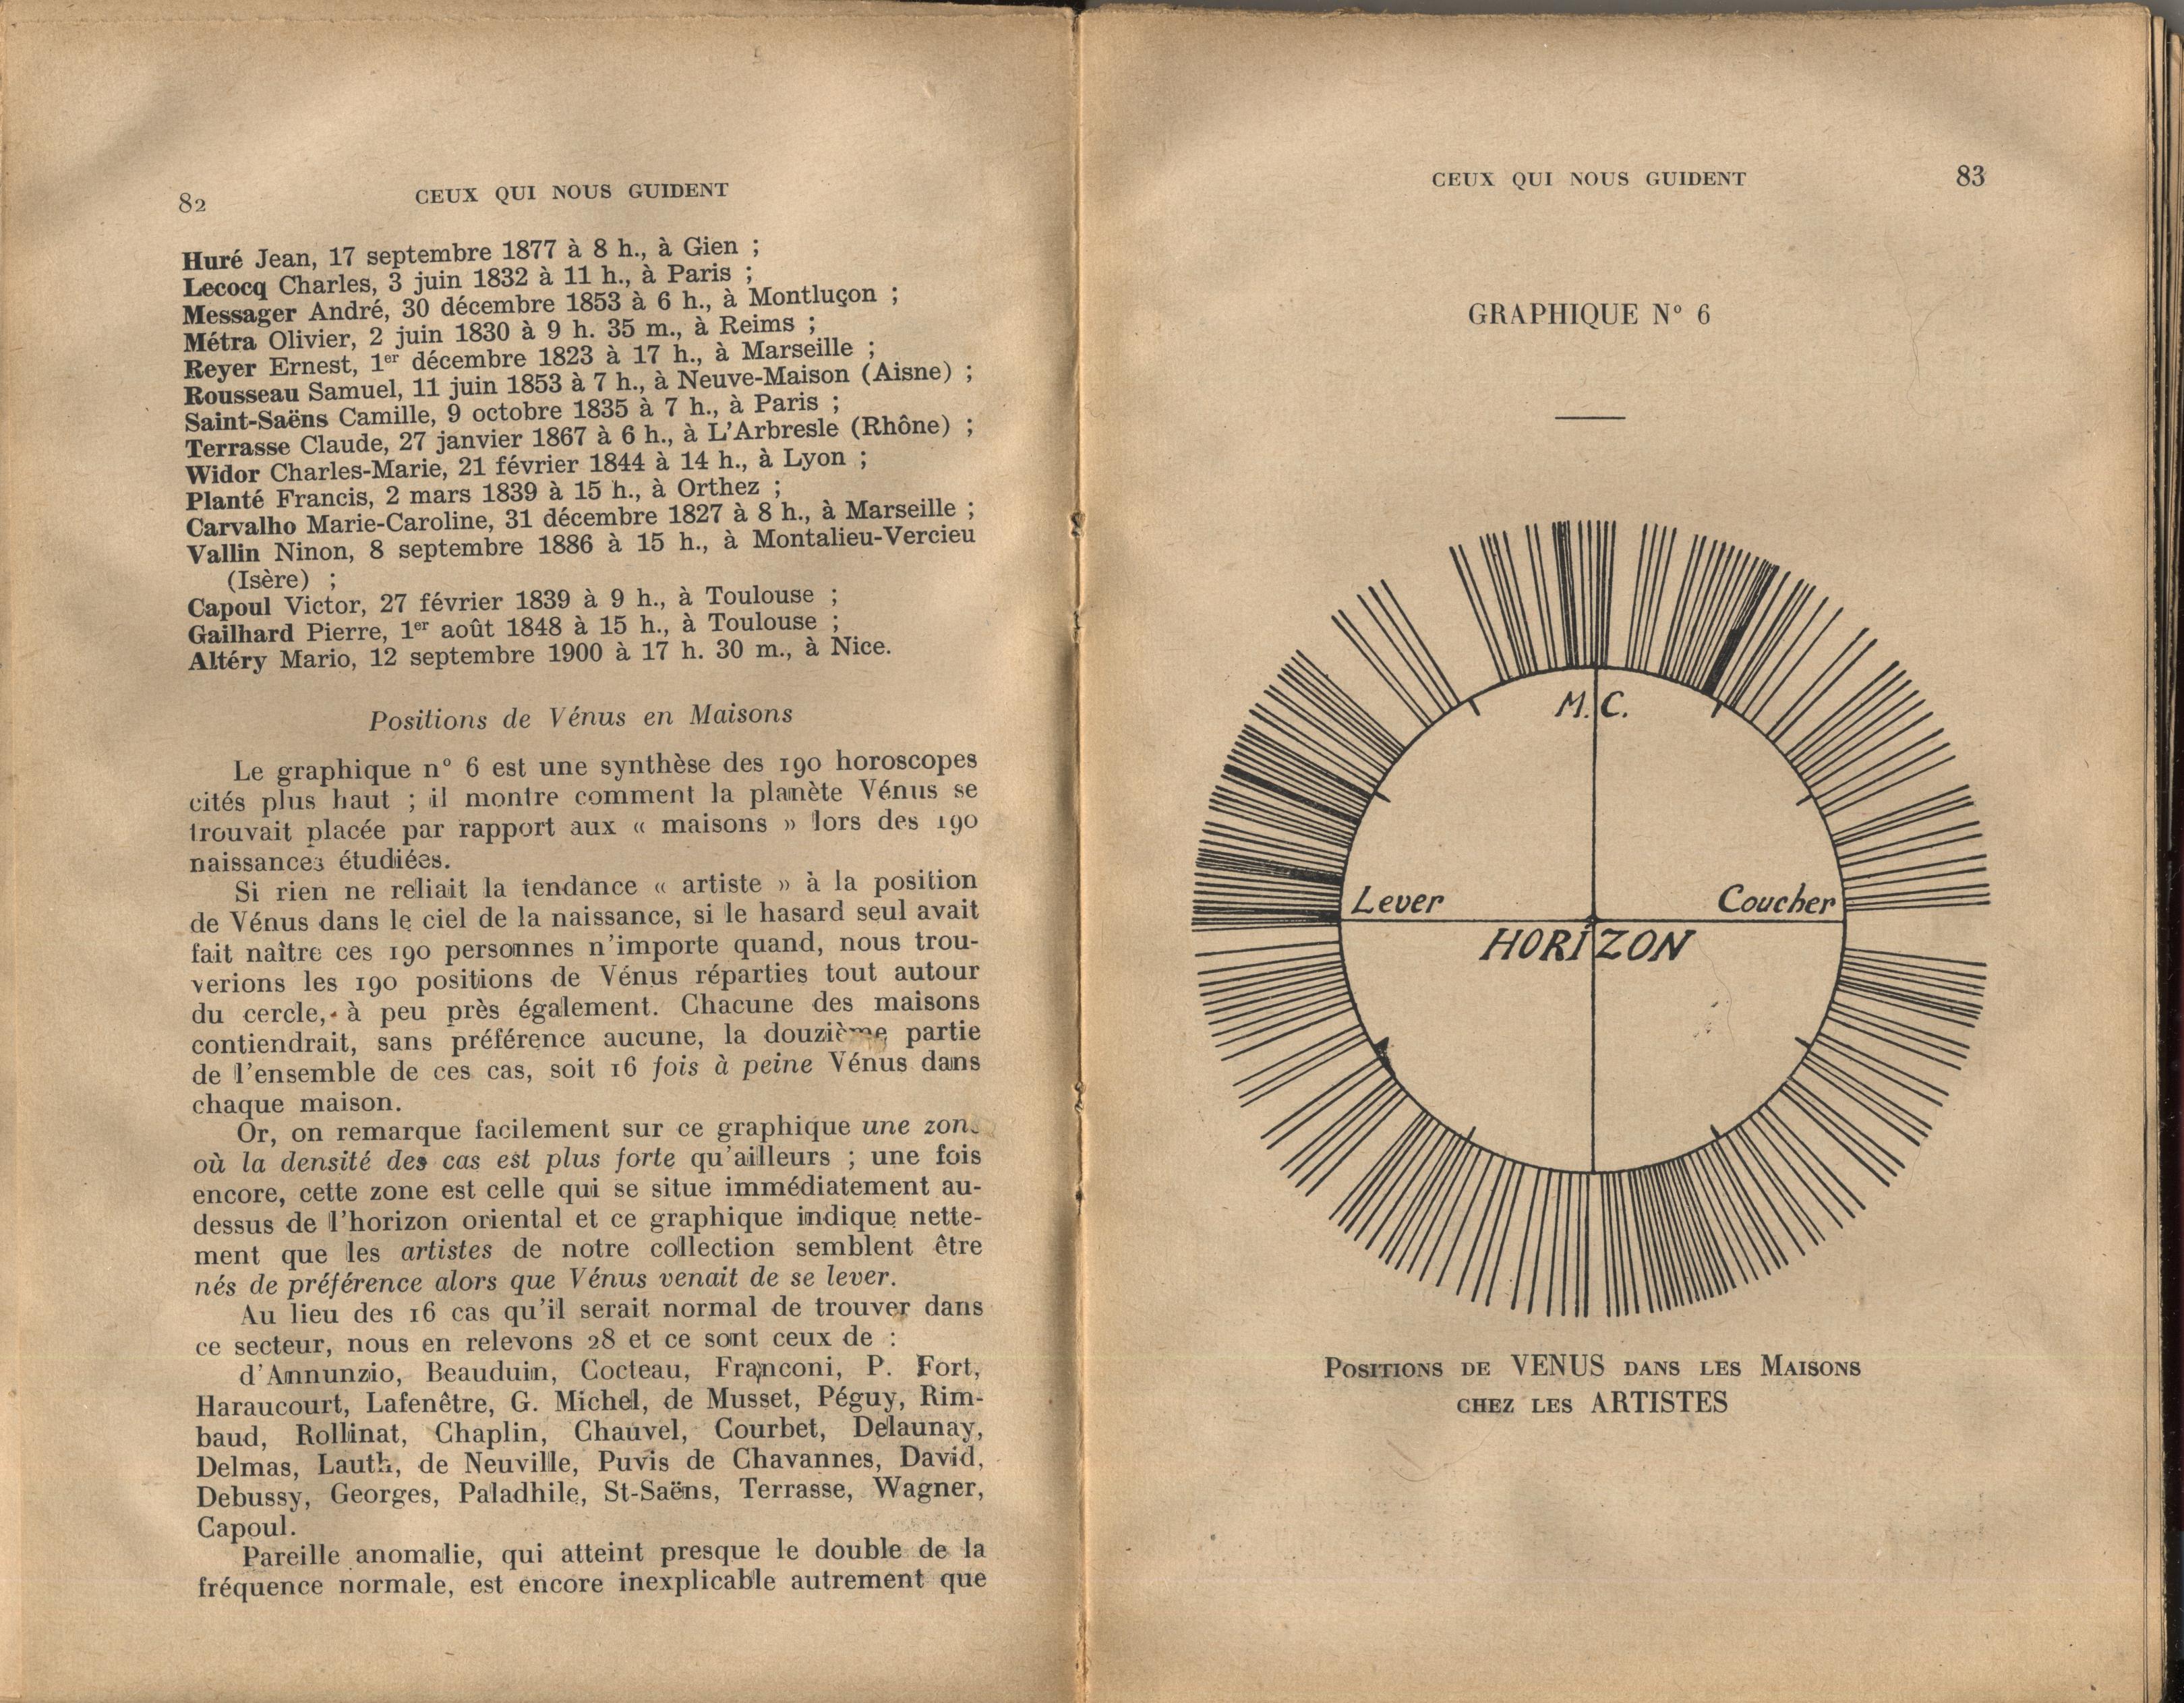 82
CEUX QUI NOUS GUIDENT
Huré Jean, 17 septembre 1877 à 8 h., à Gien ;
Lecocq Charles, 3 juin 1832 à 11 h., à Paris ;
Messager André, 30 décembre 1853 à 6 h., à Montluçon ;
Métra Olivier, 2 juin 1830 à 9 h. 35 m., à Reims ;
Reyer Ernest, 1er décembre 1823 à 17 h., à Marseille ;
Rousseau Samuel, 11 juin 1853 à 7 h., à Neuve-Maison (Aisne) ;
Saint-Saëns Camille, 9 octobre 1835 à 7 h., à Paris ;
Terrasse Claude, 27 janvier 1867 à 6 h., à L'Arbresle (Rhône) ;
Widor Charles-Marie, 21 février 1844 à 14 h., à Lyon ;
Planté Francis, 2 mars 1839 à 15 h., à Orthez ;
Carvalho Marie-Caroline, 31 décembre 1827 à 8 h., à Marseille ;
Vallin Ninon, 8 septembre 1886 à 15 h., à Montalieu-Vercieu
(Isère) ;
Capoul Victor, 27 février 1839 à 9 h., à Toulouse ;
Gailhard Pierre, 1er août 1848 à 15 h., à Toulouse ;
Altéry Mario, 12 septembre 1900 à 17 h. 30 m., à Nice.
Positions de Vénus en Maisons
Le graphique n° 6 est une synthèse des 190 horoscopes
cités plus haut ; il montre comment la planète Vénus se
trouvait placée par rapport aux « maisons » lors des 190
naissances étudiées.
Si rien ne reliait la tendance « artiste » à la position
de Vénus dans le ciel de la naissance, si le hasard seul avait
fait naître ces 190 personnes n'importe quand, nous trou-
verions les 190 positions de Vénus réparties tout autour
du cercle, à peu près également. Chacune des maisons
contiendrait, sans préférence aucune, la douzième partie
de l'ensemble de ces cas, soit 16 fois à peine Vénus dans
chaque maison.
Or, on remarque facilement sur ce graphique une zone
où la densité des cas est plus forte qu'ailleurs ; une fois
encore, cette zone est celle qui se situe immédiatement au-
dessus de l'horizon oriental et ce graphique indique nette-
ment que les artistes de notre collection semblent être
nés de préférence alors que Vénus venait de se lever.
Au lieu des 16 cas qu'il serait normal de trouver dans
ce secteur, nous en relevons 28 et ce sont ceux de :
d'Annunzio, Beauduin, Cocteau, Franconi, P. Fort,
Haraucourt, Lafenêtre, G. Michel, de Musset, Péguy, Rim-
baud, Rollinat, Chaplin, Chauvel, Courbet, Delaunay,
Delmas, Lauth, de Neuville, Puvis de Chavannes, David,
Debussy, Georges, Paladhile, St-Saëns, Terrasse, Wagner,
Capoul.
Pareille anomalie, qui atteint presque le double de la
fréquence normale, est encore inexplicable autrement que
CEUX QUI NOUS GUIDENT
83
GRAPHIQUE N° 6
M. C.
Lever
Coucher
HORIZON
POSITIONS DE VENUS DANS LES MAISONS
CHEZ LES ARTISTES